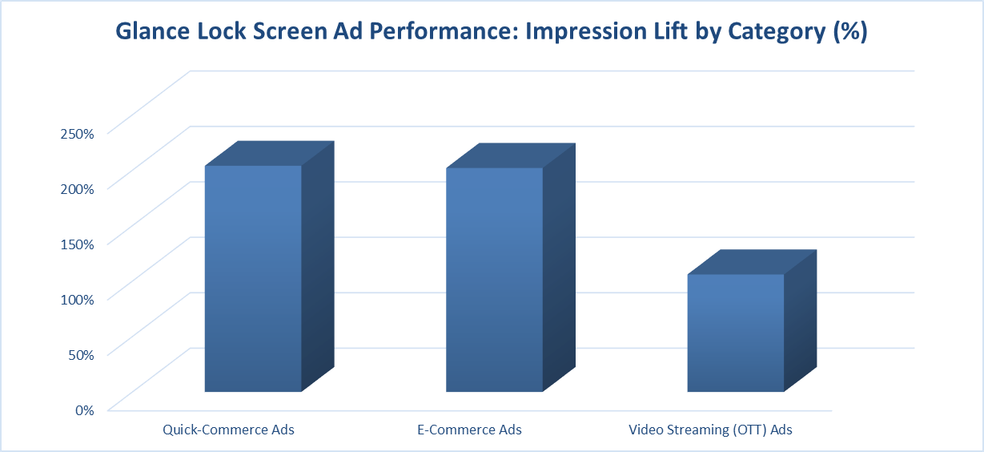 Glance Lock Screen Ad Performance: Impression Lift by Category (%)
250%
200%
150%
100%
50%
0%
Quick-Commerce Ads
E-Commerce Ads
Video Streaming (OTT) Ads